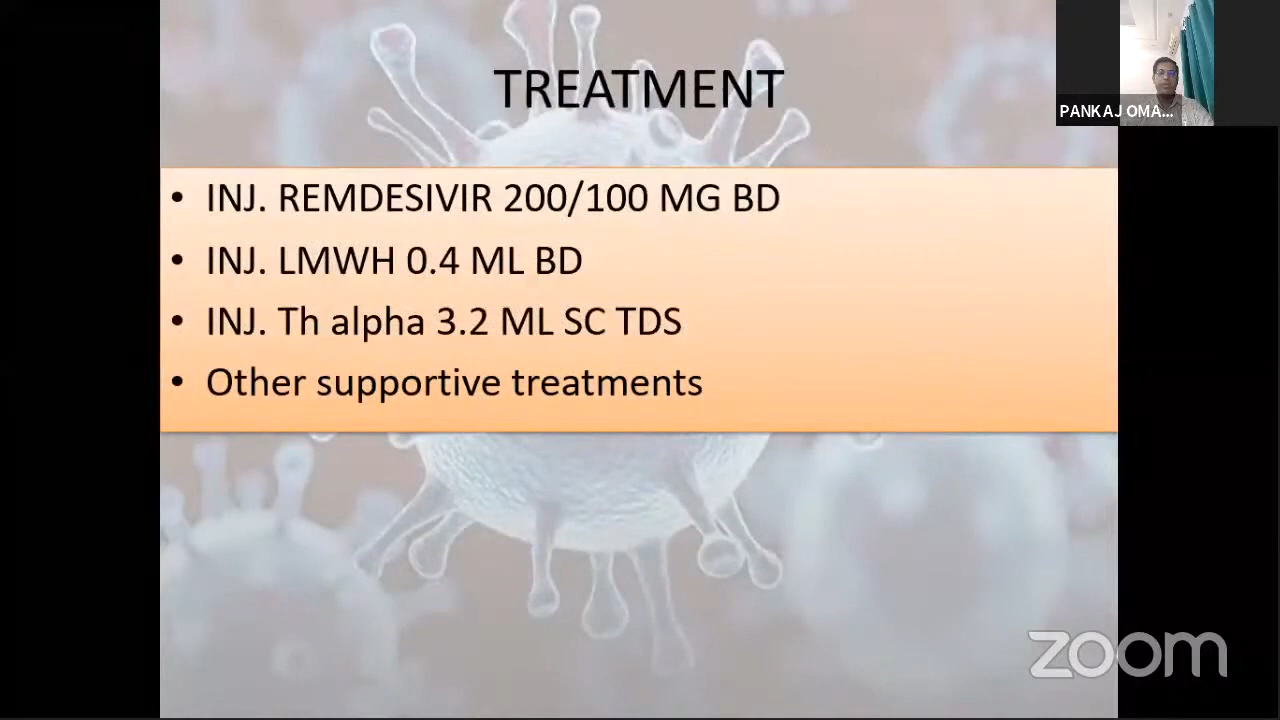 TREATMENT
PANKAJ OMA...
• INJ. REMDESIVIR 200/100 MG BD
• INJ. LMWH 0.4 ML BD
• INJ. Th alpha 3.2 ML SC TDS
• Other supportive treatments
zoom